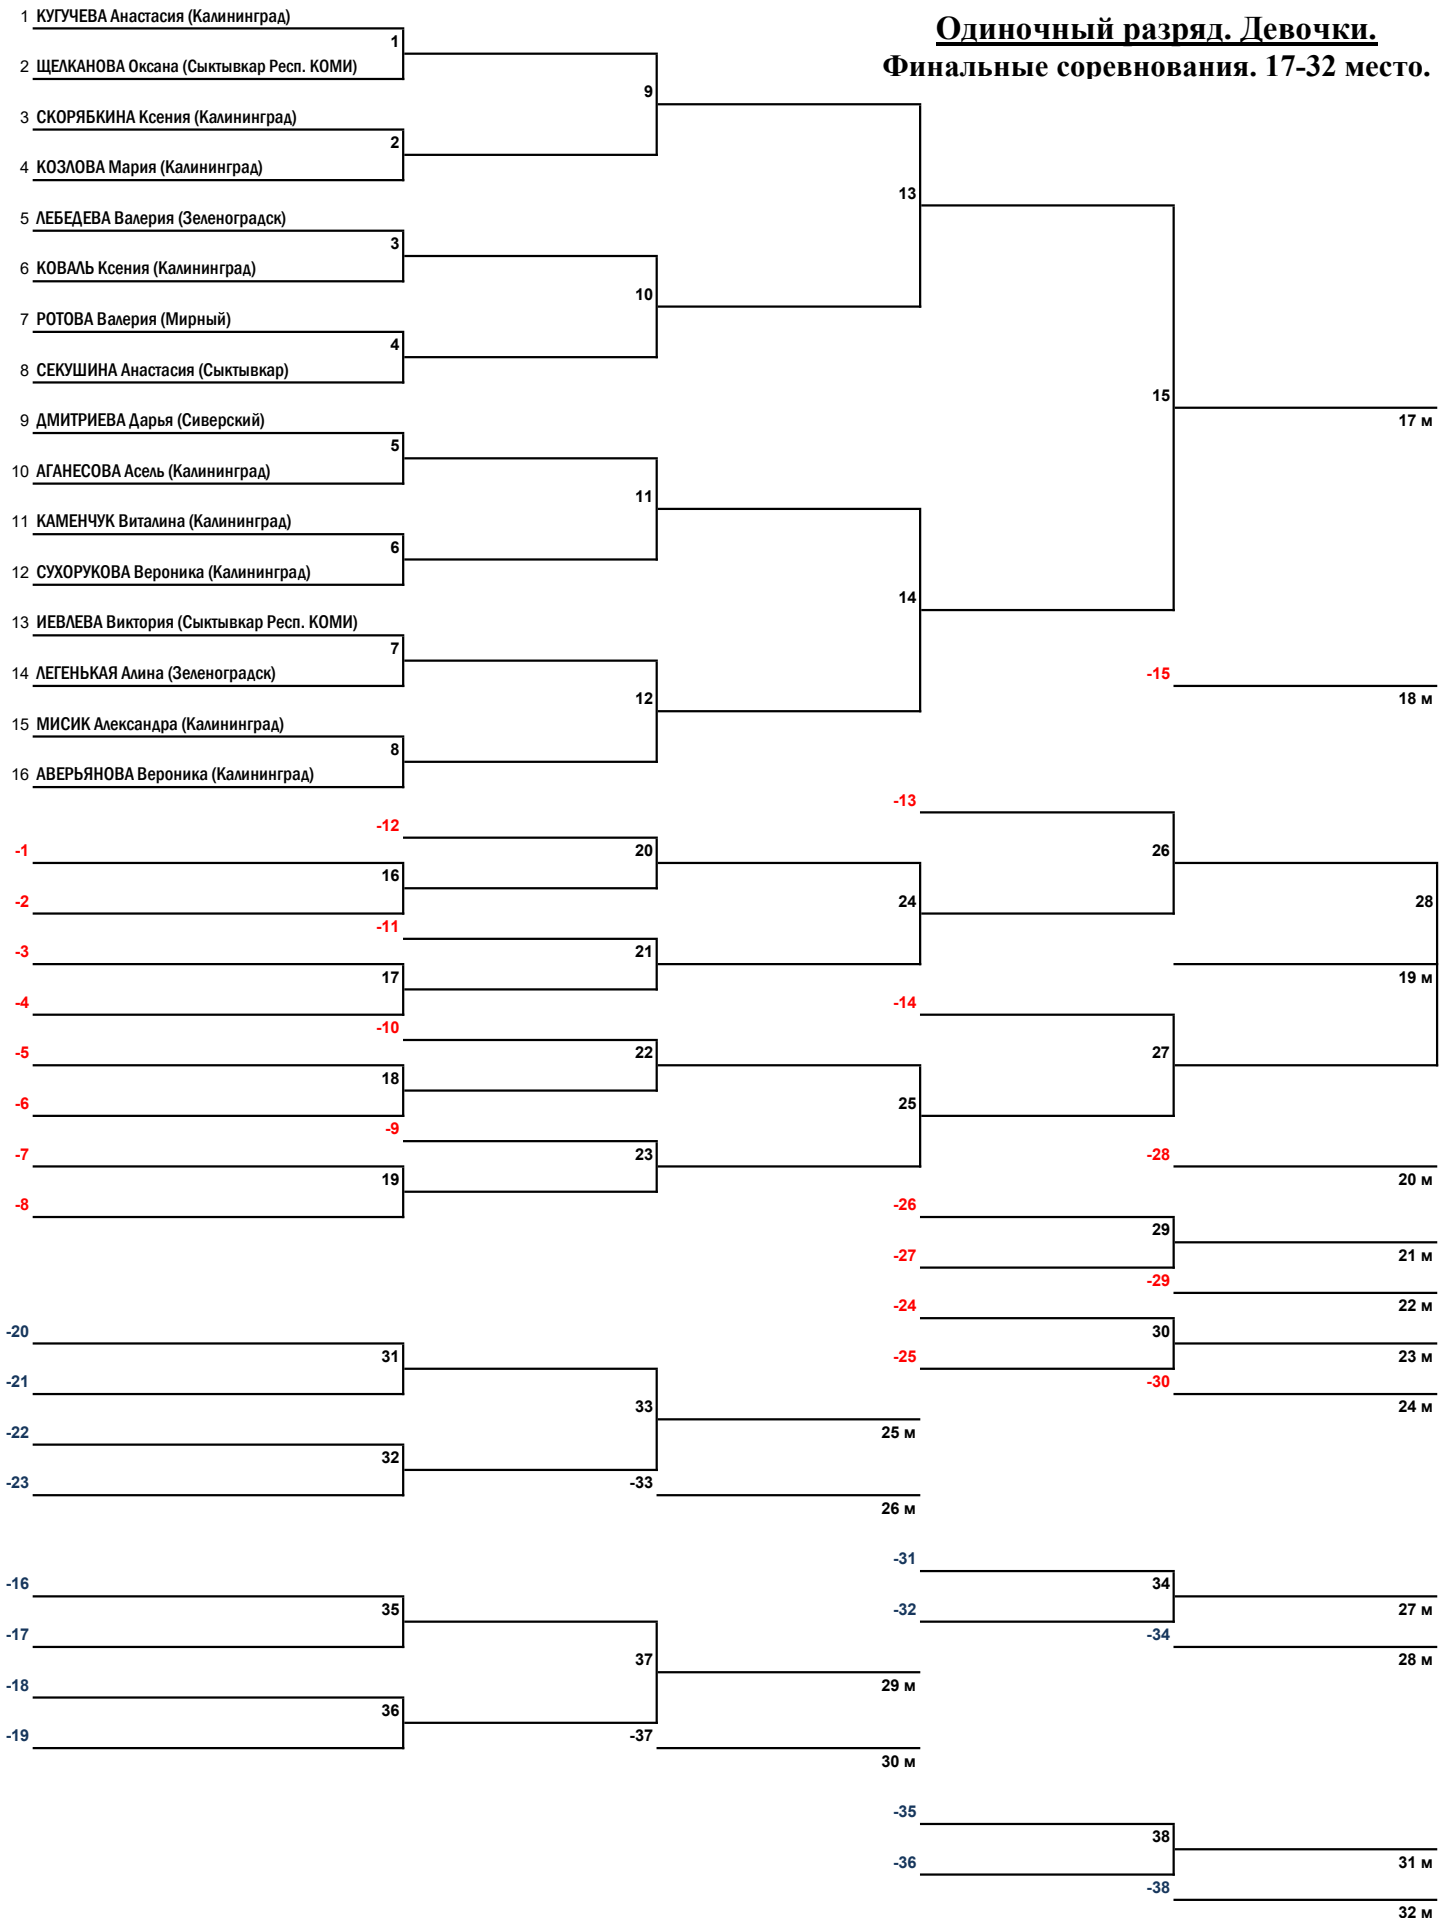 Одиночный разряд. Девочки.
Финальные соревнования. 17-32 место.
1 КУГУЧЕВА Анастасия (Калининград)
1
2 ЩЕЛКАНОВА Оксана (Сыктывкар Респ. КОМИ)
9
3 СКОРЯБКИНА Ксения (Калининград)
2
4 КОЗЛОВА Мария (Калининград)
13
5 ЛЕБЕДЕВА Валерия (Зеленоградск)
3
6 КОВАЛЬ Ксения (Калининград)
10
7 РОТОВА Валерия (Мирный)
4
8 СЕКУШИНА Анастасия (Сыктывкар)
15
9 ДМИТРИЕВА Дарья (Сиверский)
17 м
5
10 АГАНЕСОВА Асель (Калининград)
11
11 КАМЕНЧУК Виталина (Калининград)
6
12 СУХОРУКОВА Вероника (Калининград)
14
13 ИЕВЛЕВА Виктория (Сыктывкар Респ. КОМИ)
7
14 ЛЕГЕНЬКАЯ Алина (Зеленоградск)
-15
12
18 м
15 МИСИК Александра (Калининград)
8
16 АВЕРЬЯНОВА Вероника (Калининград)
-13
-12
-1
20
26
16
-2
24
28
-11
-3
21
17
19 м
-4
-14
-10
-5
22
27
18
-6
25
-9
-7
23
-28
19
20 м
-8
-26
29
-27
21 м
-29
-24
22 м
-20
30
31
-25
23 м
-21
-30
33
24 м
-22
25 м
32
-23
-33
26 м
-31
-16
34
35
-32
27 м
-17
-34
37
28 м
-18
29 м
36
-19
-37
30 м
-35
38
-36
31 м
-38
32 м